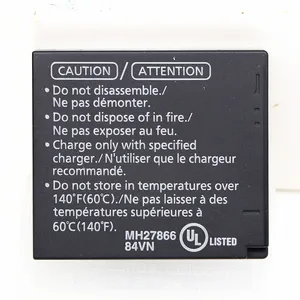 CAUTION / ATTENTION
• Do not disassemble./
Ne pas démonter.
• Do not dispose of in fire./
Ne pas exposer au feu.
• Charge only with specified
charger./N'utiliser que le chargeur
recommandé.
• Do not store in temperatures over
140°F(60°C)./Ne pas laisser à des
températures supérieures à
60°C(140°F).
MH27866
84VN
UL LISTED